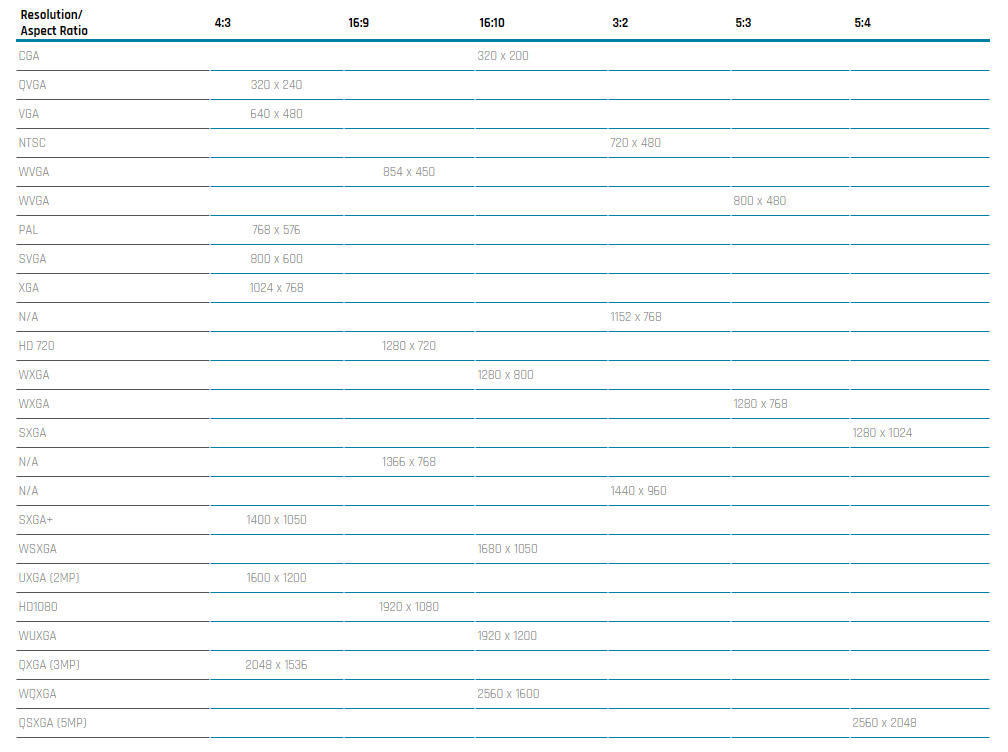 Resolution/
Aspect Ratio 4:3 16:9 16:10 3:2 5:3 5:4
CGA 320 x 200
QVGA 320 x 240
VGA 640 x 480
NTSC 720 x 480
WVGA 854 x 450
WVGA 800 x 480
PAL 768 x 576
SVGA 800 x 600
XGA 1024 x 768
N/A 1152 x 768
HD 720 1280 x 720
WXGA 1280 x 800
WXGA 1280 x 768
SXGA 1280 x 1024
N/A 1366 x 768
N/A 1440 x 960
SXGA+ 1400 x 1050
WSXGA 1680 x 1050
UXGA (2MP) 1600 x 1200
HD1080 1920 x 1080
WUXGA 1920 x 1200
QXGA (3MP) 2048 x 1536
WQXGA 2560 x 1600
QSXGA (5MP) 2560 x 2048